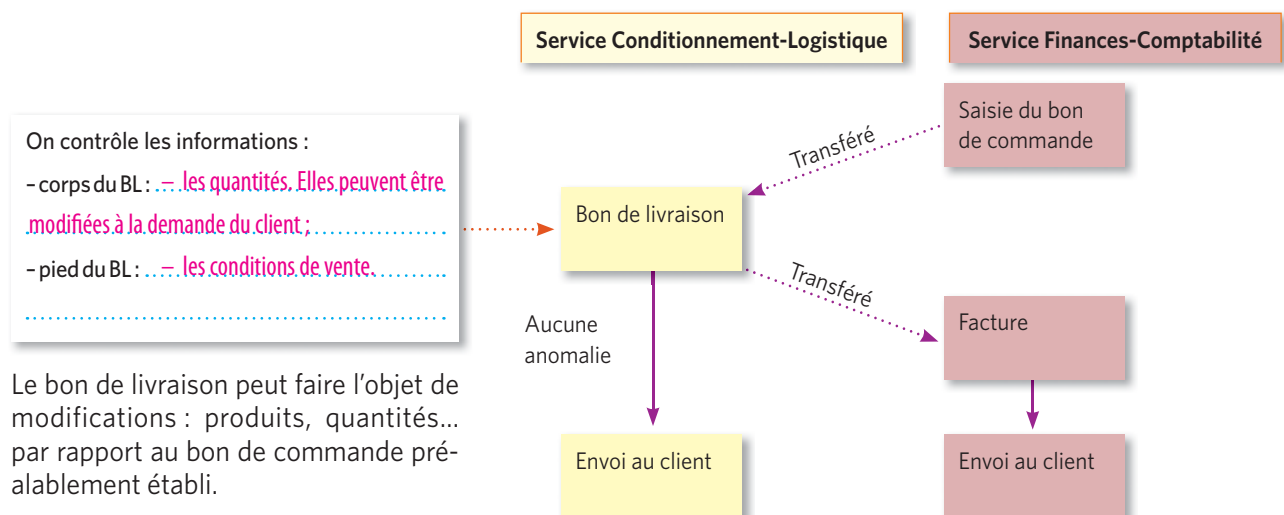 Service Conditionnement-Logistique
Service Finances-Comptabilité
Saisie du bon
de commande
Transféré
On contrôle les informations :
– corps du BL : – les quantités. Elles peuvent être
modifiées à la demande du client ;
– pied du BL : – les conditions de vente.
Bon de livraison
Transféré
Aucune
anomalie
Facture
Le bon de livraison peut faire l'objet de
modifications : produits, quantités...
par rapport au bon de commande pré-
alablement établi.
Envoi au client
Envoi au client